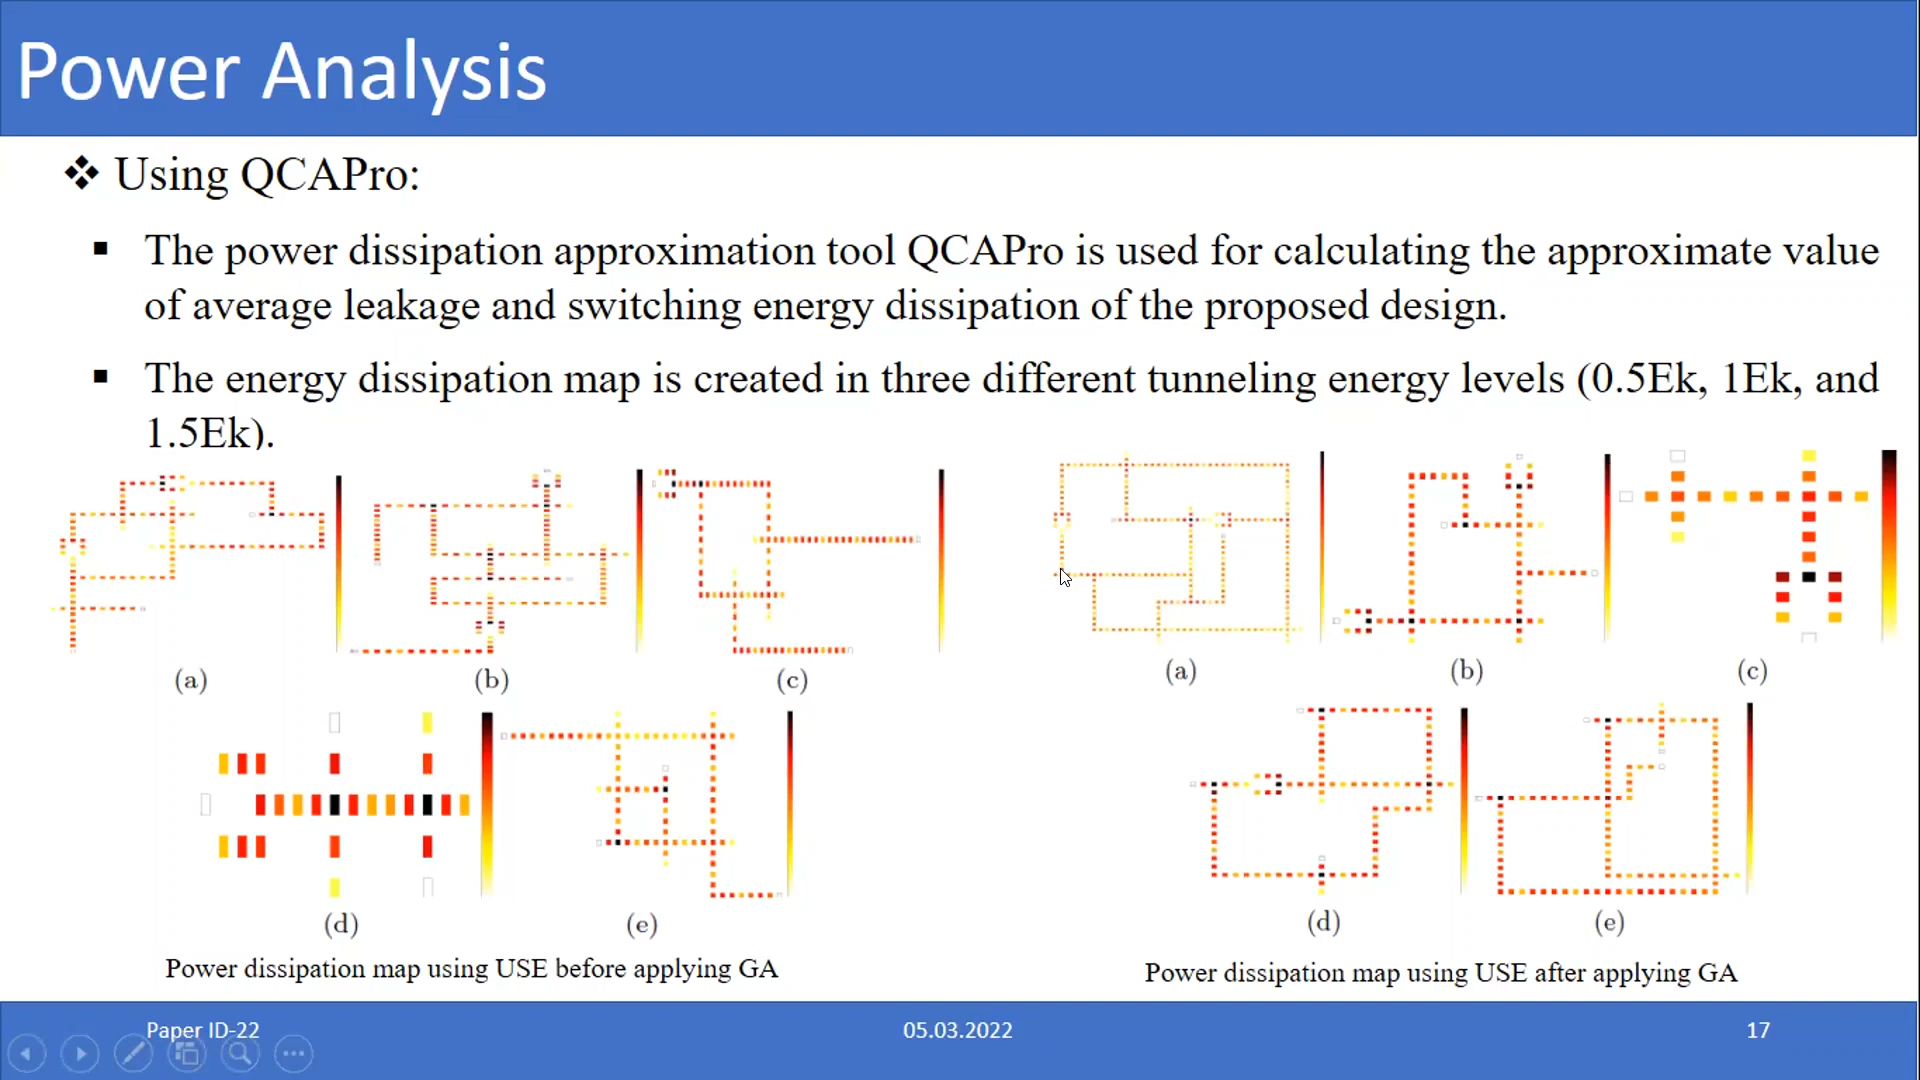 Power Analysis
❖ Using QCAPro:
▪ The power dissipation approximation tool QCAPro is used for calculating the approximate value
of average leakage and switching energy dissipation of the proposed design.
▪ The energy dissipation map is created in three different tunneling energy levels (0.5Ek, 1Ek, and
1.5Ek).
(a) (b) (c)
(d) (e)
Power dissipation map using USE before applying GA
(a) (b) (c)
(d) (e)
Power dissipation map using USE after applying GA
Paper ID-22 05.03.2022 17